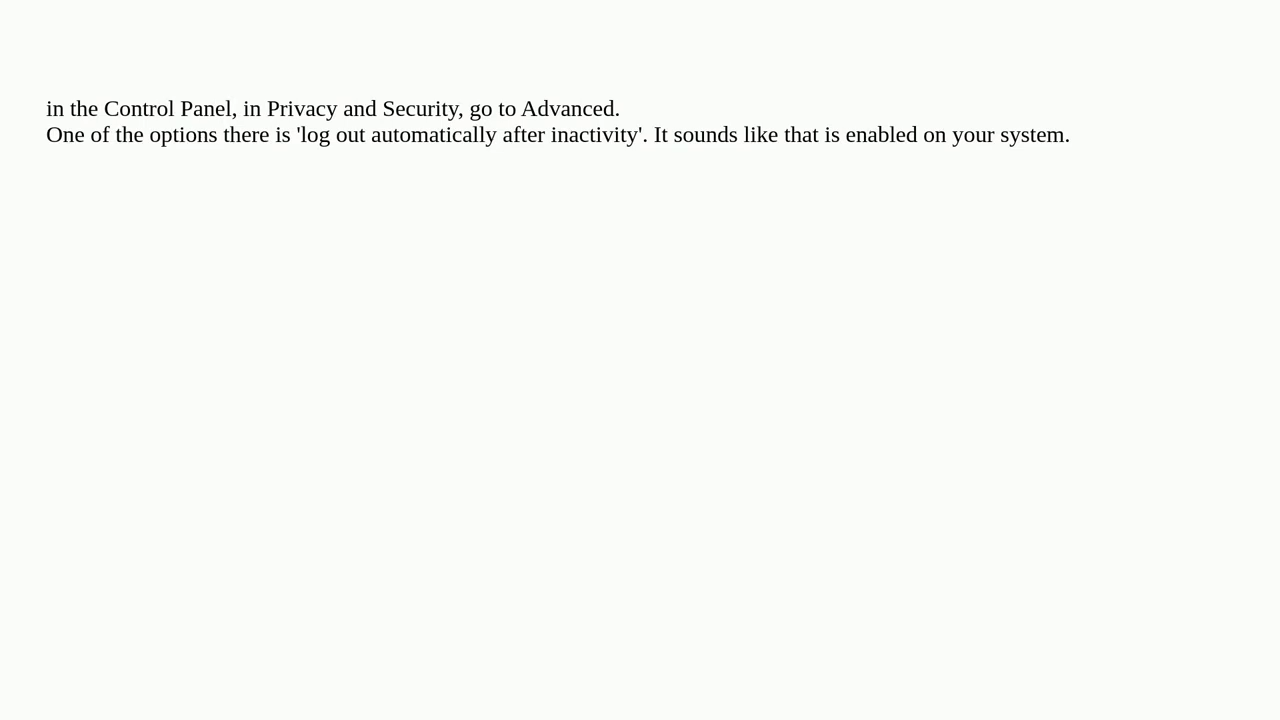 in the Control Panel, in Privacy and Security, go to Advanced.
One of the options there is 'log out automatically after inactivity'. It sounds like that is enabled on your system.